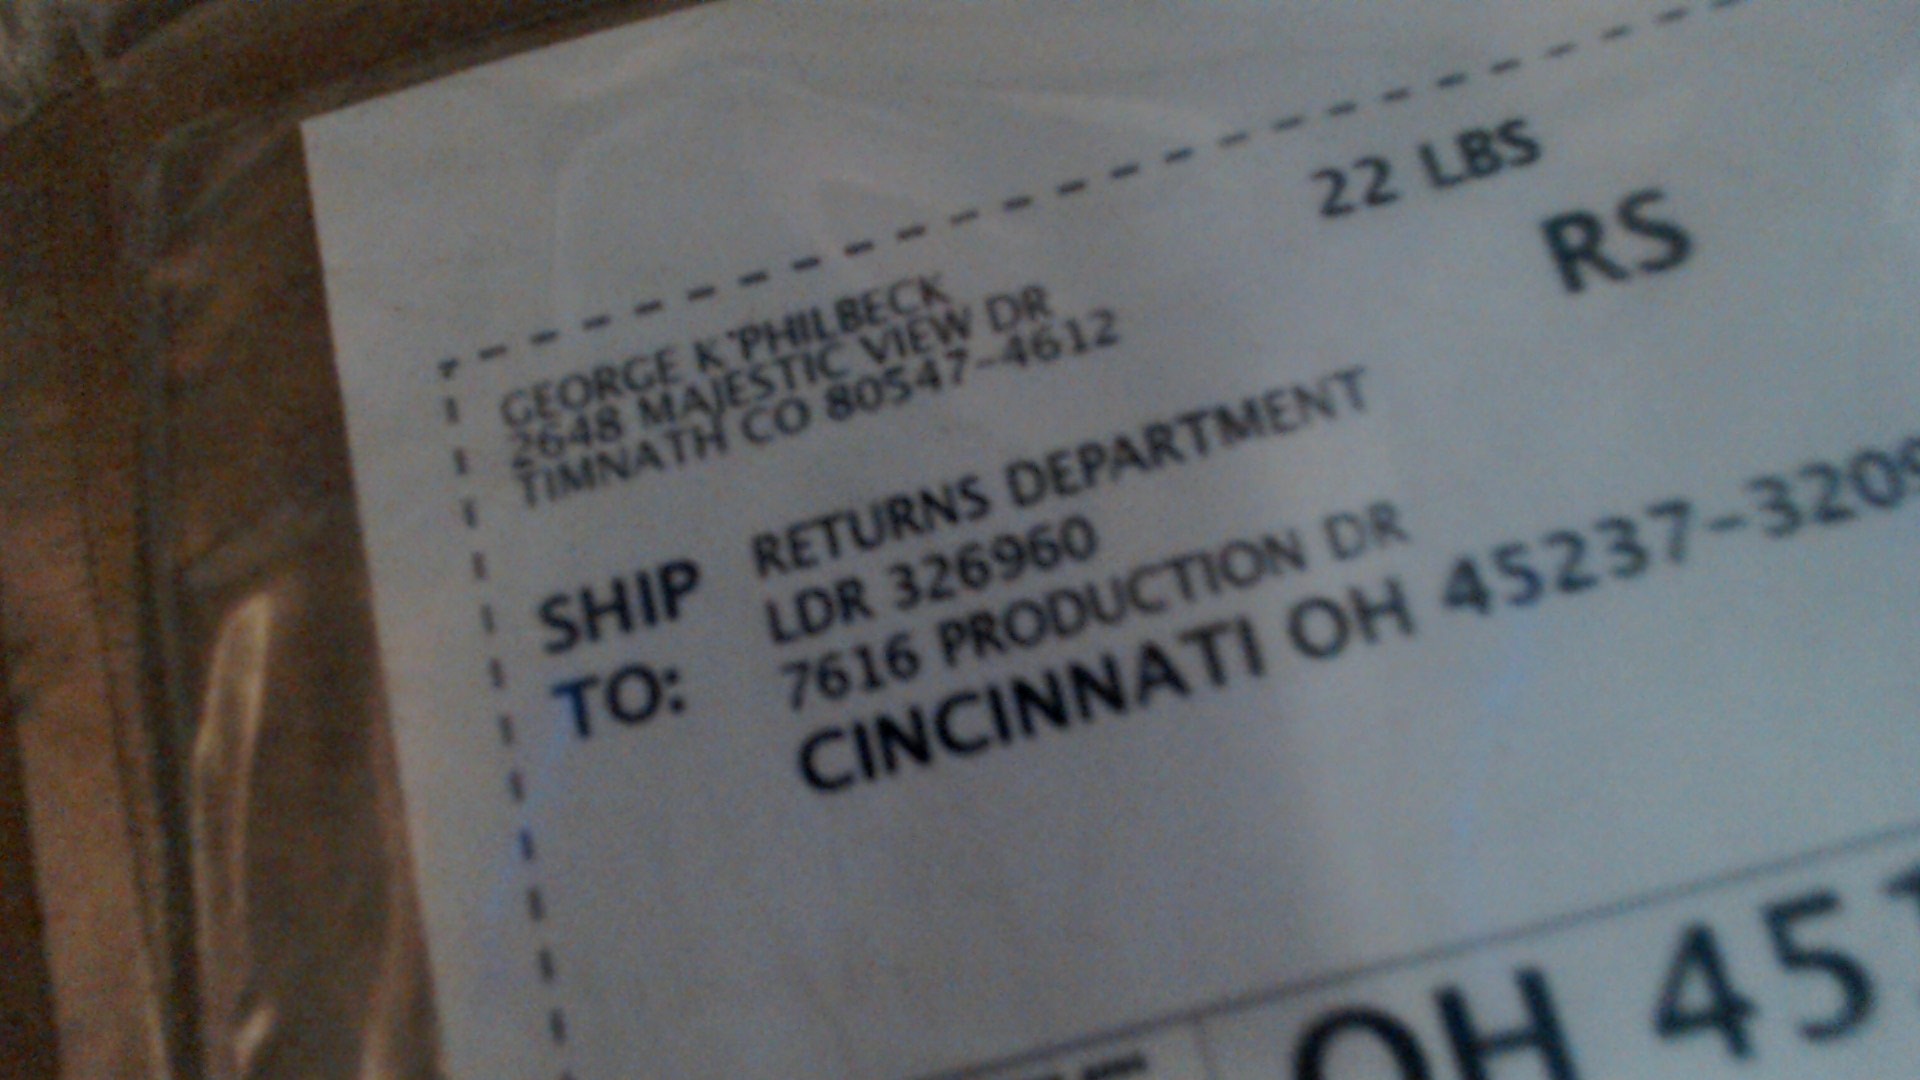 22 LBS
RS
GEORGE K PHILBECK
2648 MAJESTIC VIEW DR
TIMNATH CO 80547-4612
SHIP
TO:
RETURNS DEPARTMENT
LDR 326960
7616 PRODUCTION DR
CINCINNATI OH 45237-3209
OH 45